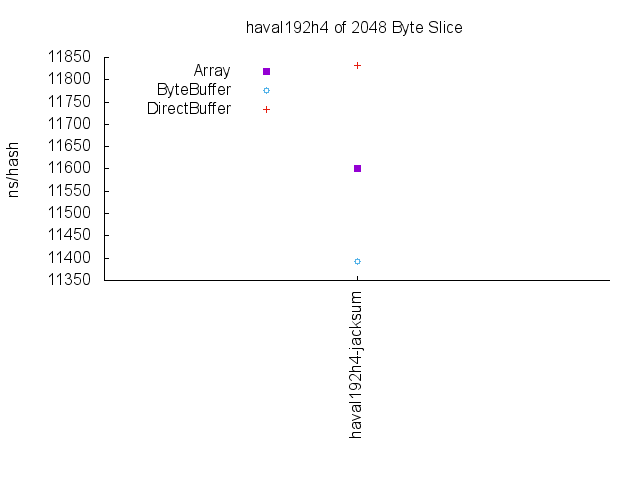 haval192h4 of 2048 Byte Slice
Array
ByteBuffer
DirectBuffer
ns/hash
11850
11800
11750
11700
11650
11600
11550
11500
11450
11400
11350
haval192h4-jacksum